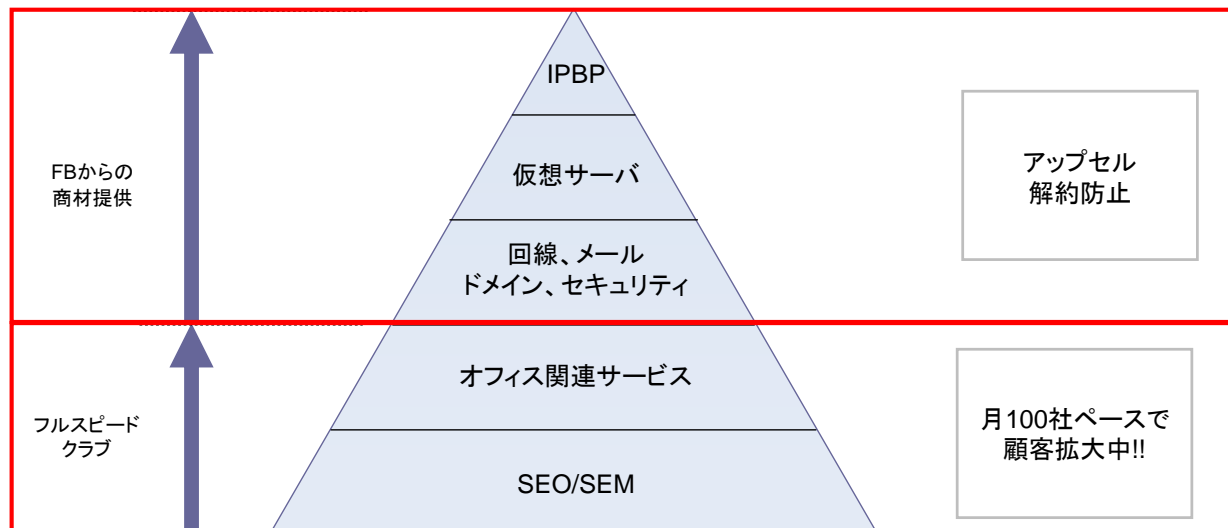 IPBP
仮想サーバ
回線、メール
ドメイン、セキュリティ
FBからの
商材提供
アップセル
解約防止
オフィス関連サービス
SEO/SEM
フルスピード
クラブ
月100社ペースで
顧客拡大中!!